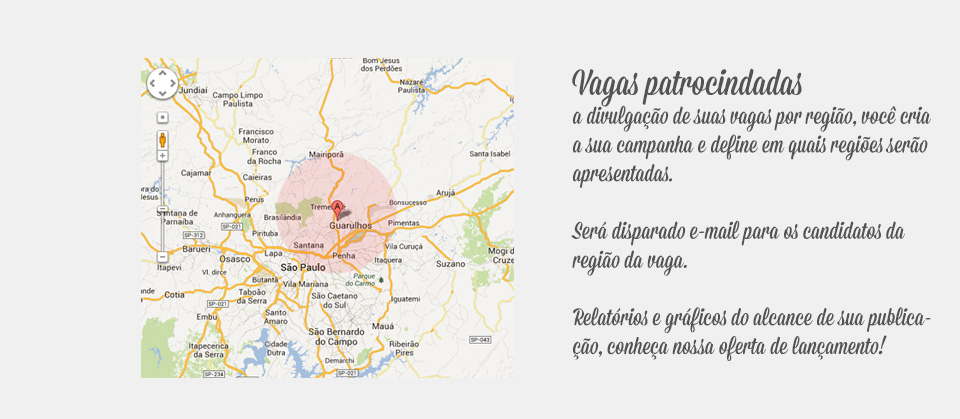 Bom Jesus
dos Perdões
Nazaré
Paulista
Jundiaí
Campo Limpo
Paulista
Francisco
Morato
Franco
da Rocha
Mairiporã
Santa Isabel
Cajamar
Caieiras
Perus
Arujá
Bonsucesso
Treme
A
Santana de
Parnaíba
Anhanguera
Brasilândia
Guarulhos
Pimentas
SP-021
SP-312
Pirituba
Santana
Vila Curuçá
Barueri
Lapa
Penha
Mogi d
Cruze
Osasco
Itaquera
Suzano
Itapevi
Vl. dirce
São Paulo
Parque
do Carmo
Butantã
Vila Mariana
Cotia
Taboão
da Serra
São Caetano
do Sul
Iguatemi
SP-021
Embu
Santo
Amaro
Mauá
São Bernardo
do Campo
Itapecerica
da Serra
Cidade
Dutra
Ribeirão
Pires
SP-043
Demarchi
SP-234
SP-021
Vagas patrocindadas
a divulgação de suas vagas por região, você cria
a sua campanha e define em quais regiões serão
apresentadas.
Será disparado e-mail para os candidatos da
região da vaga.
Relatórios e gráficos do alcance de sua publica-
ção, conheça nossa oferta de lançamento!